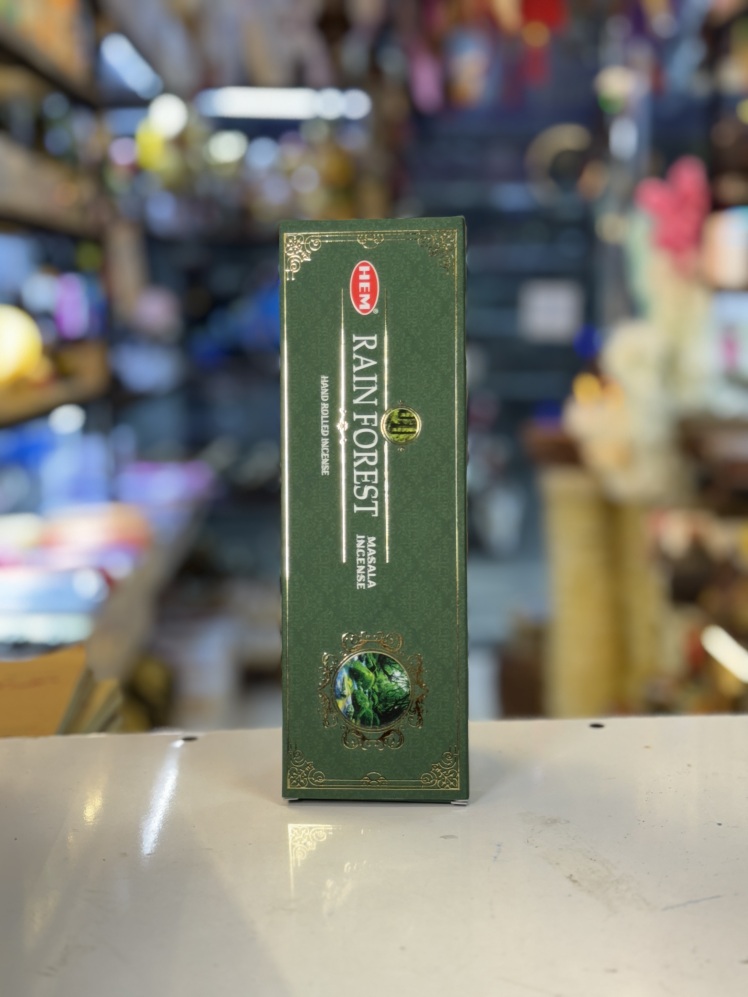 HEM
RAIN FOREST
MASALA
INCENSE
HAND ROLLED INCENSE